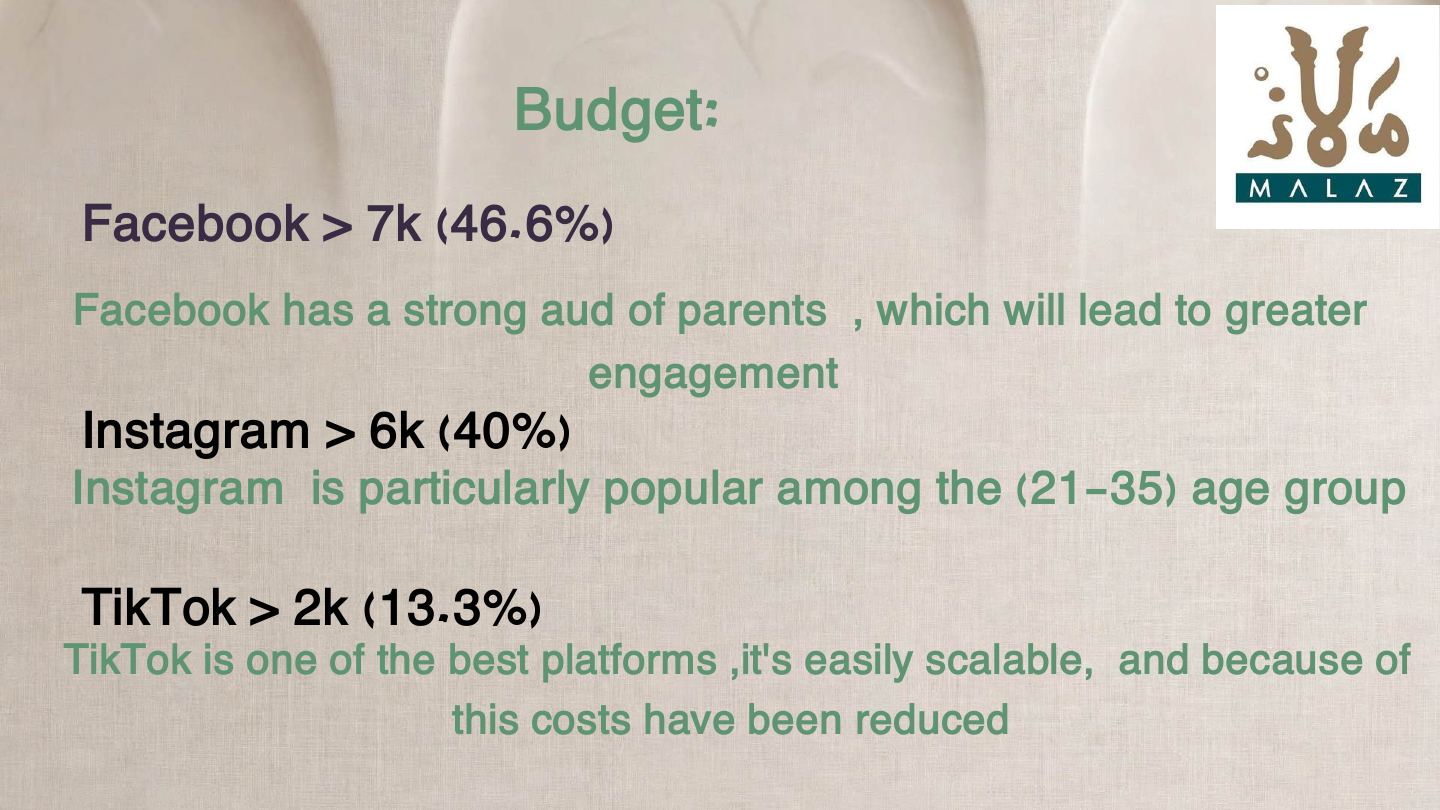 Budget:
ملاذ
MALAZ
Facebook > 7k (46.6%)
Facebook has a strong aud of parents  , which will lead to greater
engagement
Instagram > 6k (40%)
Instagram  is particularly popular among the (21-35) age group
TikTok > 2k (13.3%)
TikTok is one of the best platforms ,it's easily scalable,  and because of
this costs have been reduced